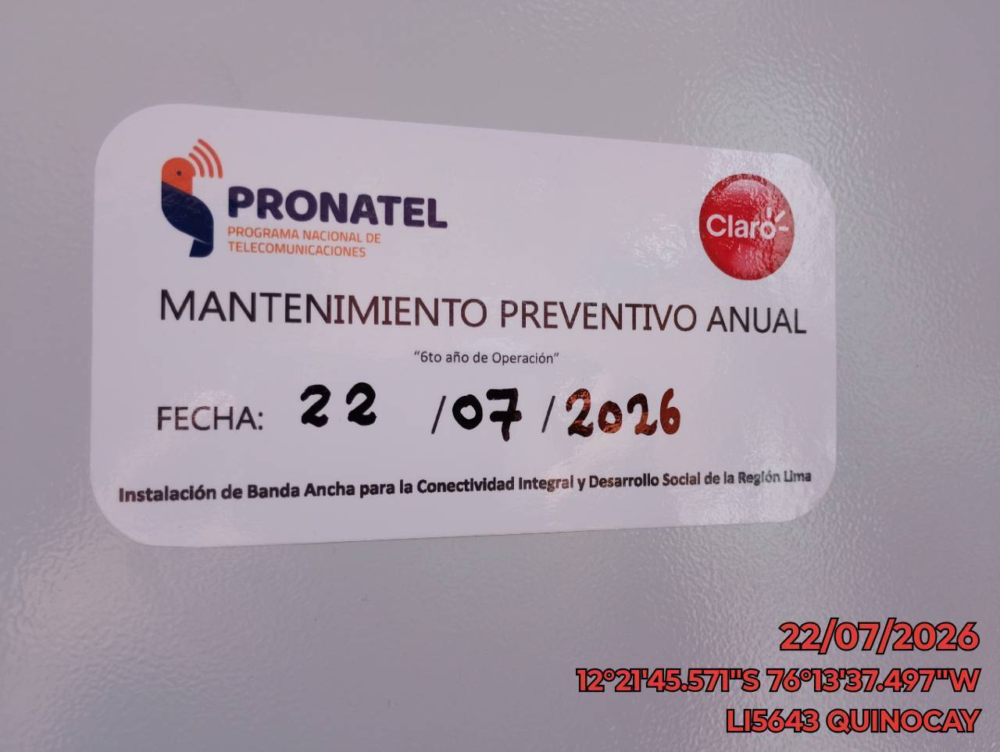 PRONATEL
PROGRAMA NACIONAL DE
TELECOMUNICACIONES
Claro
MANTENIMIENTO PREVENTIVO ANUAL
"6to año de Operación"
FECHA: 22 / 07 / 2026
Instalación de Banda Ancha para la Conectividad Integral y Desarrollo Social de la Región Lima
22/07/2026
12°21'45.571"S 76°13'37.497"W
LI5643 QUINOCAY